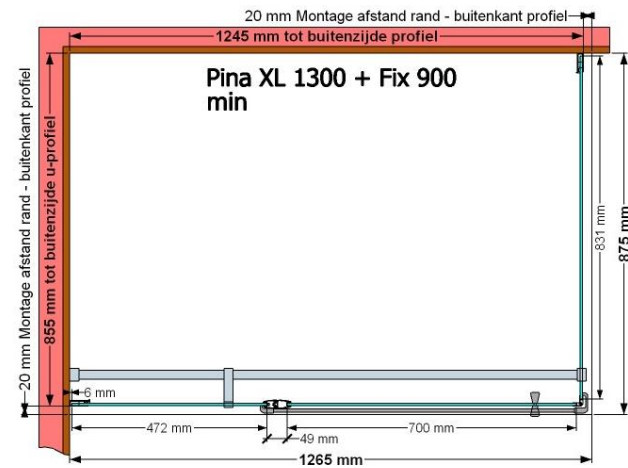 20 mm Montage afstand rand - buitenkant profiel
1245 mm tot buitenzijde profiel
Pina XL 1300 + Fix 900
min
20 mm Montage afstand rand - buitenkant profiel
855 mm tot buitenzijde u-profiel
831 mm
875 mm
6 mm
472 mm
700 mm
49 mm
1265 mm